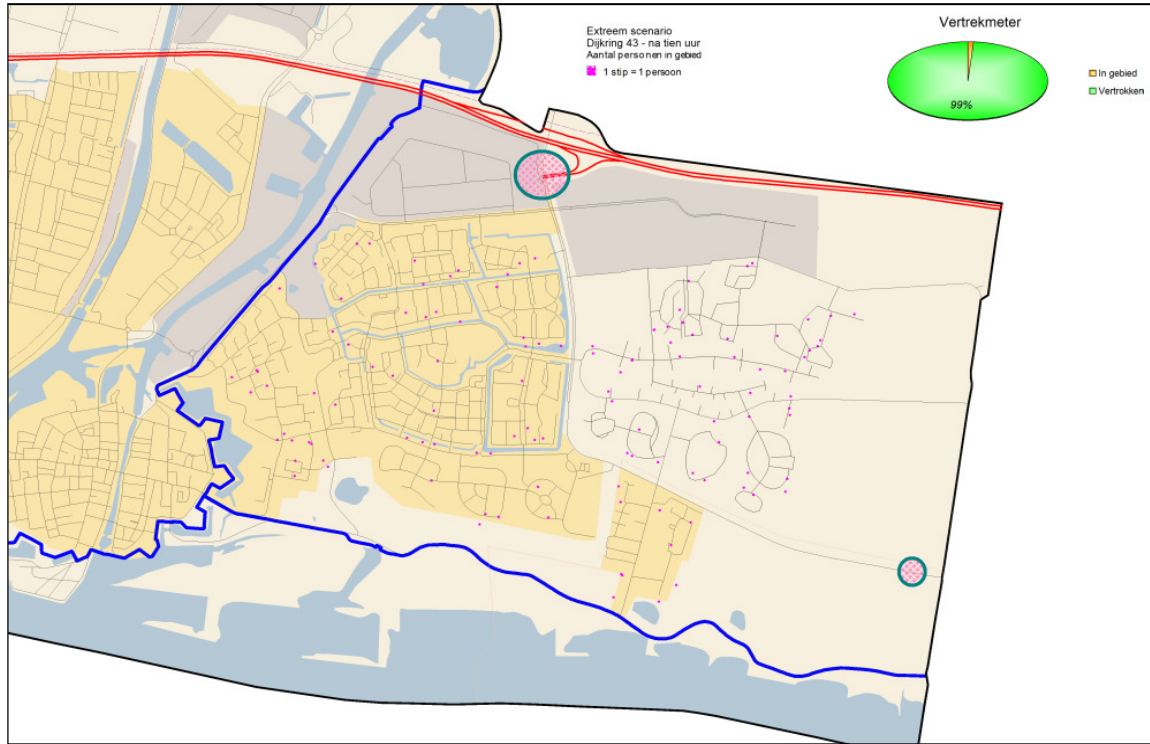 Extreem scenario
Dijkring 43 - na tien uur
Aantal personen in gebied
1 stip = 1 persoon
Vertrekmeter
99%
In gebied
Vertrokken